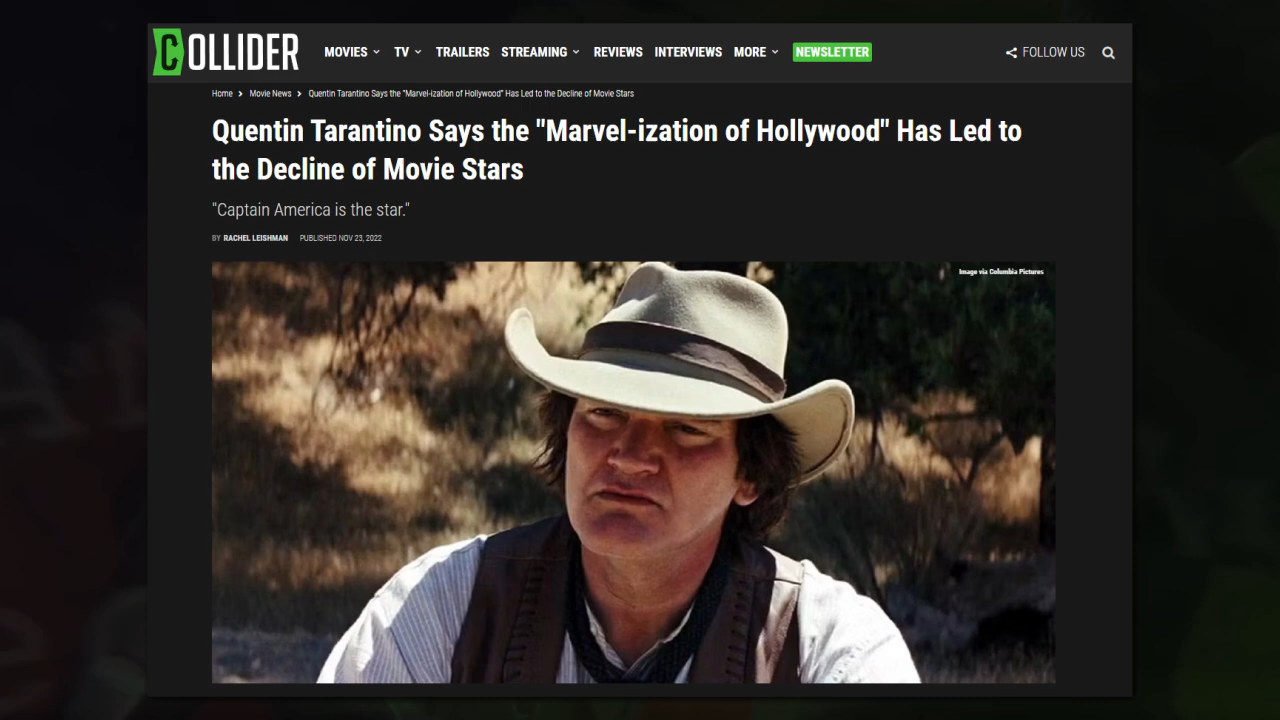 COLLIDER
MOVIES TV TRAILERS STREAMING REVIEWS INTERVIEWS MORE NEWSLETTER FOLLOW US
Home > Movie News > Quentin Tarantino Says the "Marvel-ization of Hollywood" Has Led to the Decline of Movie Stars
Quentin Tarantino Says the "Marvel-ization of Hollywood" Has Led to
the Decline of Movie Stars
"Captain America is the star."
BY RACHEL LEISHMAN PUBLISHED NOV 23, 2022
Image via Columbia Pictures